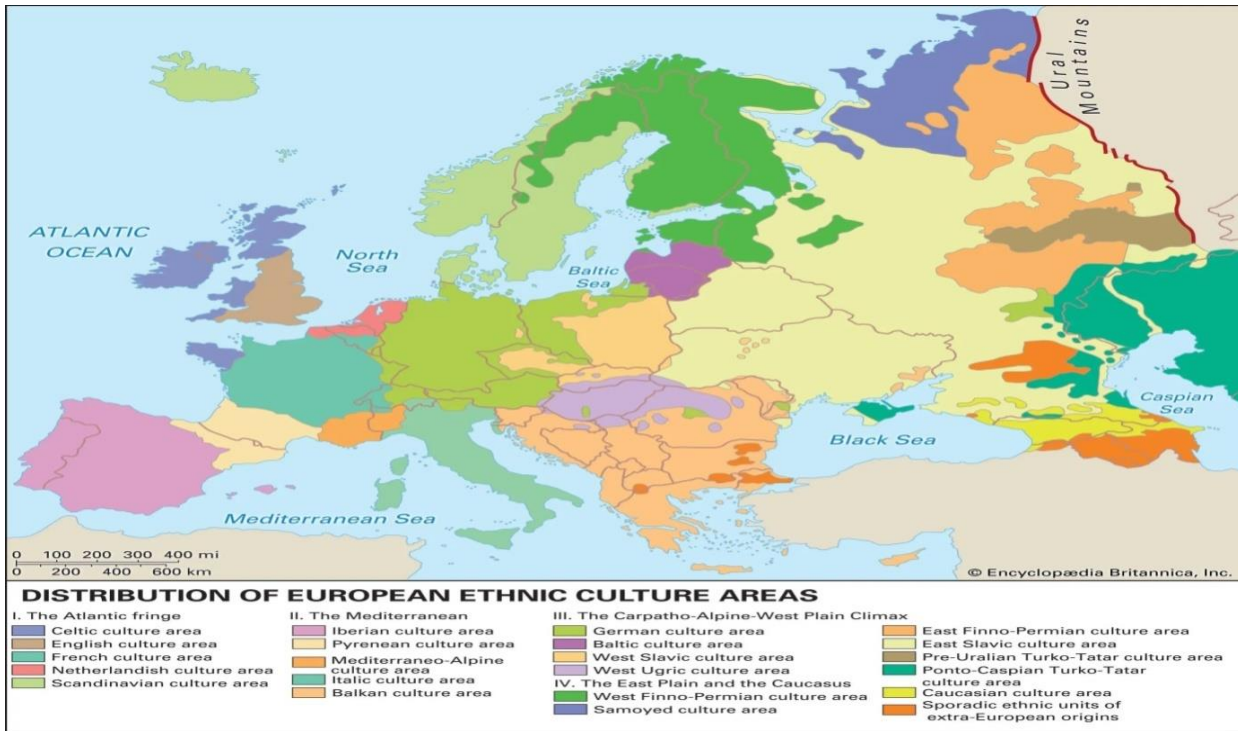 Ural
Mountains
ATLANTIC
OCEAN
North
Sea
Baltic
Sea
Caspian
Sea
Black Sea
Mediterranean Sea
0 100 200 300 400 mi
0 200 400 600 km
© Encyclopædia Britannica, Inc.
DISTRIBUTION OF EUROPEAN ETHNIC CULTURE AREAS
I. The Atlantic fringe
Celtic culture area
English culture area
French culture area
Netherlandish culture area
Scandinavian culture area
II. The Mediterranean
Iberian culture area
Pyrenean culture area
Mediterraneo-Alpine
culture area
Italic culture area
Balkan culture area
III. The Carpatho-Alpine-West Plain Climax
German culture area
Baltic culture area
West Slavic culture area
West Ugric culture area
IV. The East Plain and the Caucasus
West Finno-Permian culture area
Samoyed culture area
East Finno-Permian culture area
East Slavic culture area
Pre-Uralian Turko-Tatar culture area
Ponto-Caspian Turko-Tatar
culture area
Caucasian culture area
Sporadic ethnic units of
extra-European origins